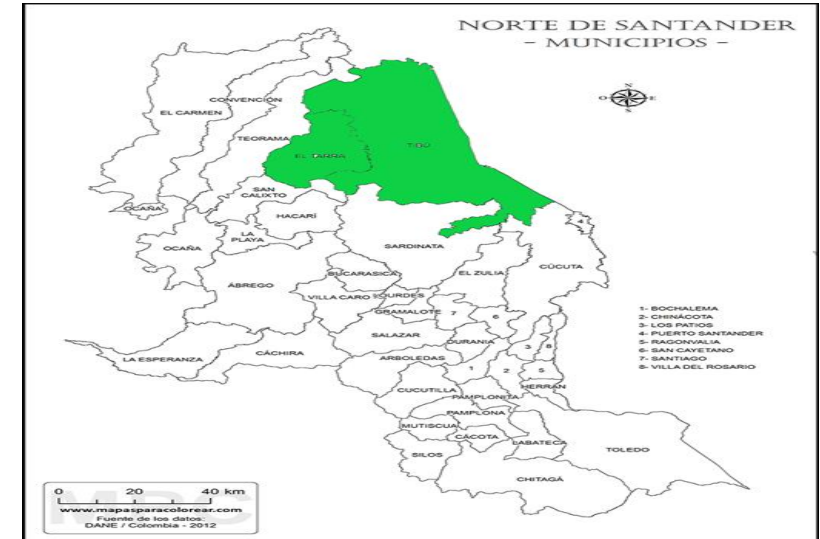 NORTE DE SANTANDER
- MUNICIPIOS -
N
O E
S
CONVENCIÓN
EL CARMEN
TEORAMA
TIBÚ
EL TARRA
SAN
CALIXTO
OCAÑA
HACARÍ
LA
PLAYA
OCAÑA
SARDINATA
4
CÚCUTA
ÁBREGO
BUCARASICA
EL ZULIA
VILLA CARO
LOURDES
GRAMALOTE
7
6
SALAZAR
DURANIA
3
8
LA ESPERANZA
CÁCHIRA
ARBOLEDAS
1
2
5
HERRÁN
CUCUTILLA
PAMPLONITA
PAMPLONA
MUTISCUA
CÁCOTA
LABATECA
TOLEDO
SILOS
CHITAGÁ
1- BOCHALEMA
2- CHINÁCOTA
3- LOS PATIOS
4- PUERTO SANTANDER
5- RAGONVALIA
6- SAN CAYETANO
7- SANTIAGO
8- VILLA DEL ROSARIO
0 20 40 km
MPC
www.mapasparacolorear.com
Fuente de los datos:
DANE / Colombia - 2012